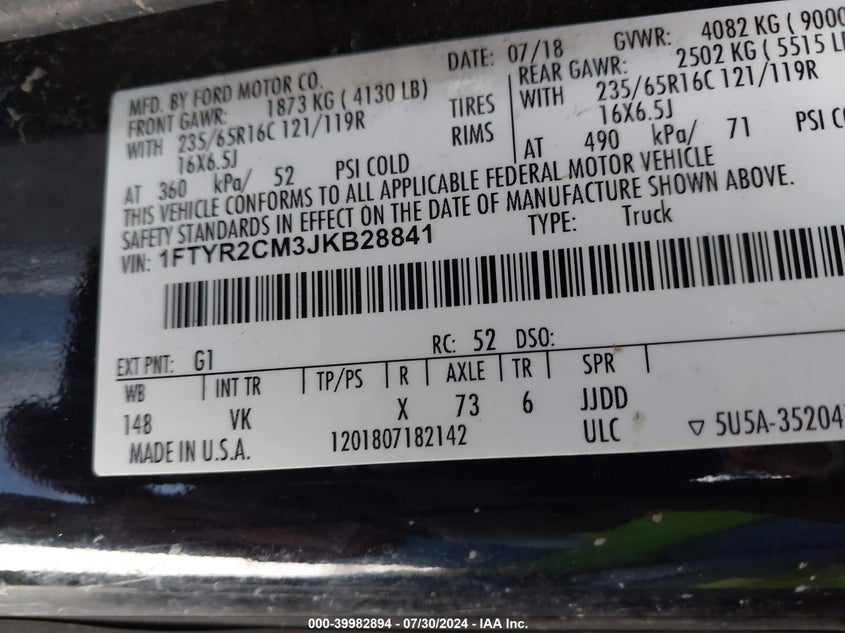 MFD. BY FORD MOTOR CO.
DATE: 07/18
GVWR: 4082 KG ( 9000
FRONT GAWR: 1873 KG ( 4130 LB)
REAR GAWR: 2502 KG ( 5515 L
WITH 235/65R16C 121/119R
TIRES
WITH 235/65R16C 121/119R
16X6.5J
RIMS
16X6.5J
AT 360 kPa/ 52 PSI COLD
AT 490 kPa/ 71 PSI CO
THIS VEHICLE CONFORMS TO ALL APPLICABLE FEDERAL MOTOR VEHICLE
SAFETY STANDARDS IN EFFECT ON THE DATE OF MANUFACTURE SHOWN ABOVE.
VIN: 1FTYR2CM3JKB28841
TYPE: Truck
EXT PNT: G1
RC: 52 DSO:
WB INT TR TP/PS R AXLE TR SPR
148 VK X 73 6 JJDD
MADE IN U.S.A. 1201807182142 ULC ▽ 5U5A-35204
000-39982894 / 07/30/2024 - IAA Inc.